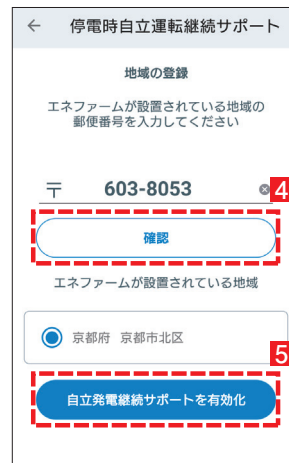 ← 停電時自立運転継続サポート
地域の登録
エネファームが設置されている地域の
郵便番号を入力してください
〒 603-8053
4
確認
エネファームが設置されている地域
京都府 京都市北区
5
自立発電継続サポートを有効化